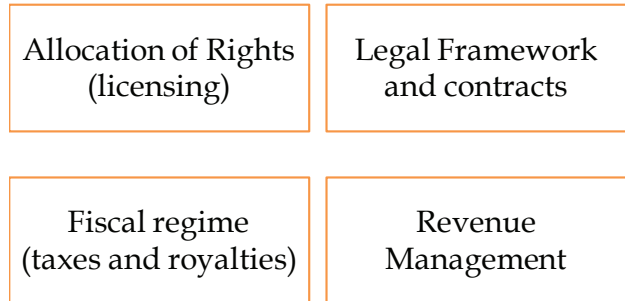 Allocation of Rights
(licensing)
Legal Framework
and contracts
Fiscal regime
(taxes and royalties)
Revenue
Management